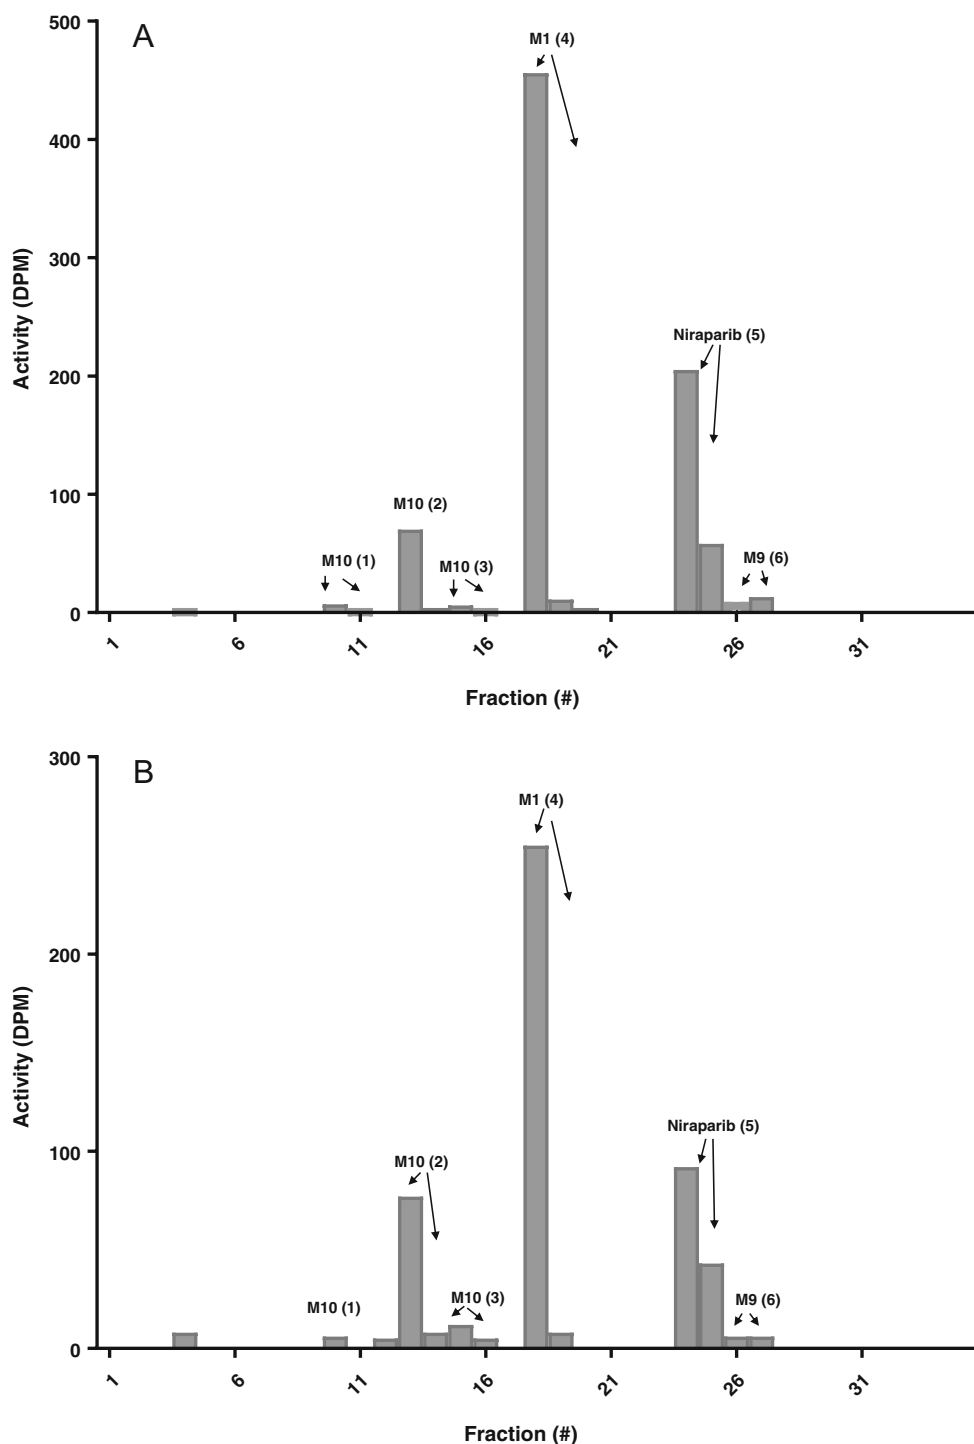 A
500
400
300
200
100
0
Activity (DPM)
M1 (4)
Niraparib (5)
M10 (2)
M10 (1)
M10 (3)
M9 (6)
1
6
11
16
21
26
31
Fraction (#)
B
300
200
100
0
Activity (DPM)
M1 (4)
Niraparib (5)
M10 (2)
M10 (3)
M9 (6)
M10 (1)
1
6
11
16
21
26
31
Fraction (#)